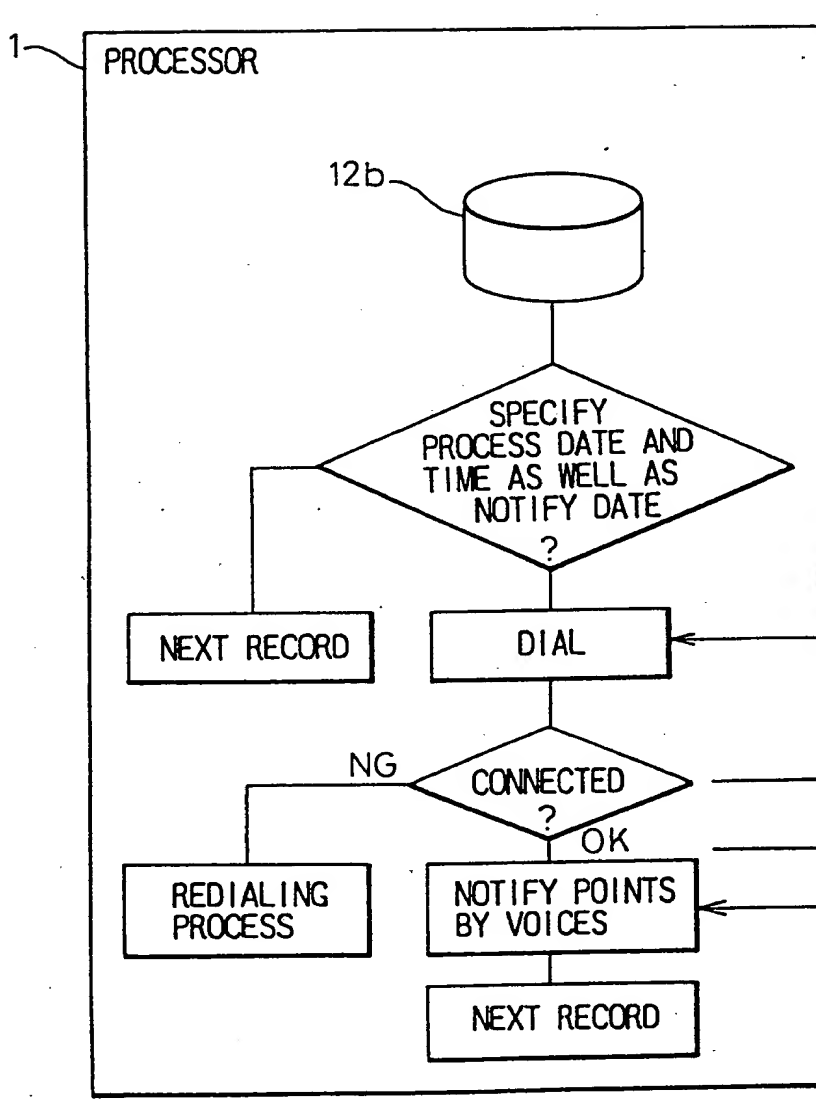 1
PROCESSOR
12b
SPECIFY
PROCESS DATE AND
TIME AS WELL AS
NOTIFY DATE
?
NEXT RECORD
DIAL
NG
CONNECTED
?
OK
REDIALING
PROCESS
NOTIFY POINTS
BY VOICES
NEXT RECORD